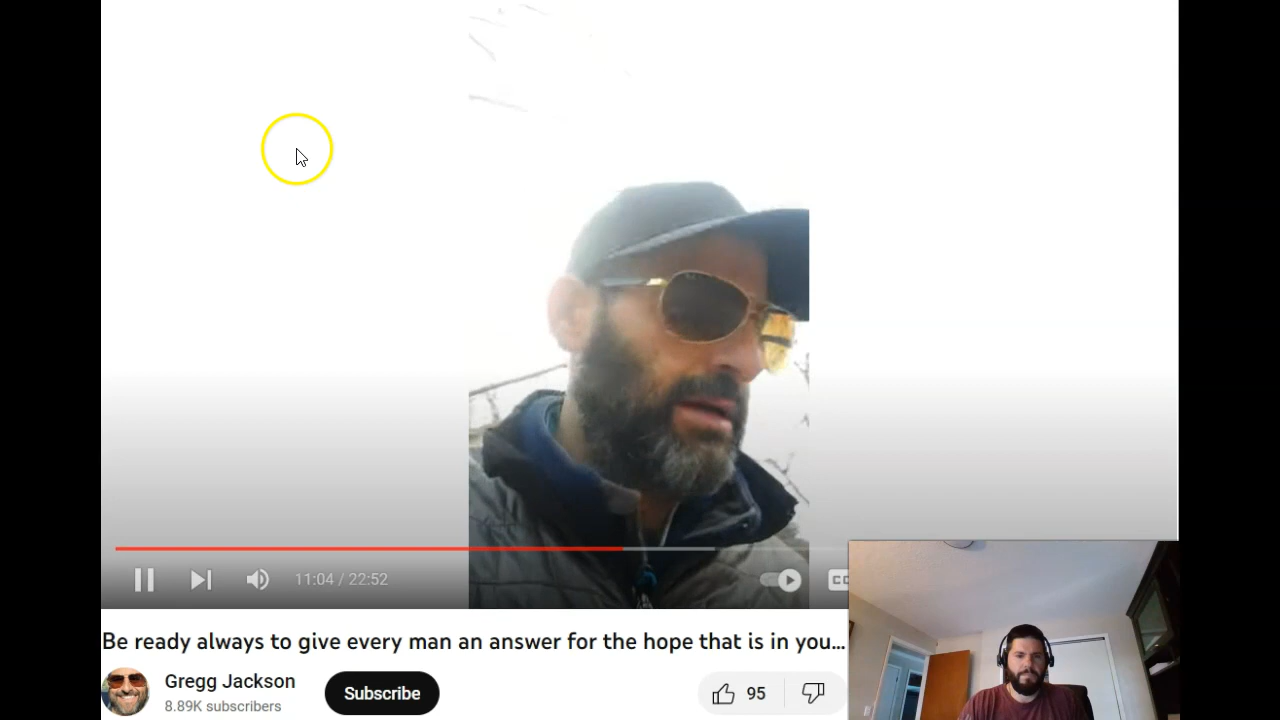 11:04 / 22:52
CC
Be ready always to give every man an answer for the hope that is in you...
Gregg Jackson
8.89K subscribers
Subscribe
95